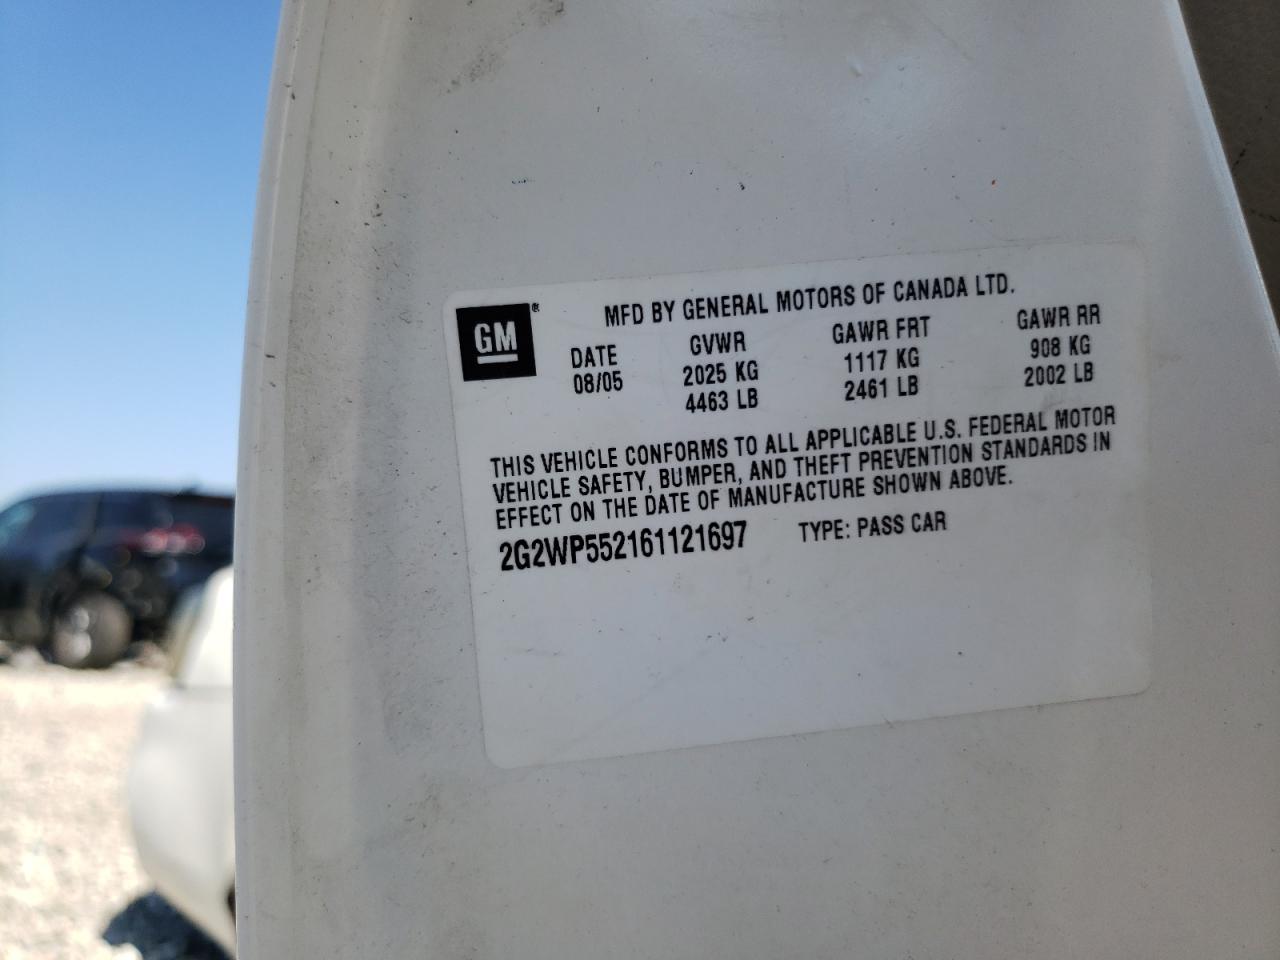 GM®
MFD BY GENERAL MOTORS OF CANADA LTD.
DATE GVWR GAWR FRT GAWR RR
08/05 2025 KG 1117 KG 908 KG
4463 LB 2461 LB 2002 LB
THIS VEHICLE CONFORMS TO ALL APPLICABLE U.S. FEDERAL MOTOR
VEHICLE SAFETY, BUMPER, AND THEFT PREVENTION STANDARDS IN
EFFECT ON THE DATE OF MANUFACTURE SHOWN ABOVE.
2G2WP552161121697 TYPE: PASS CAR